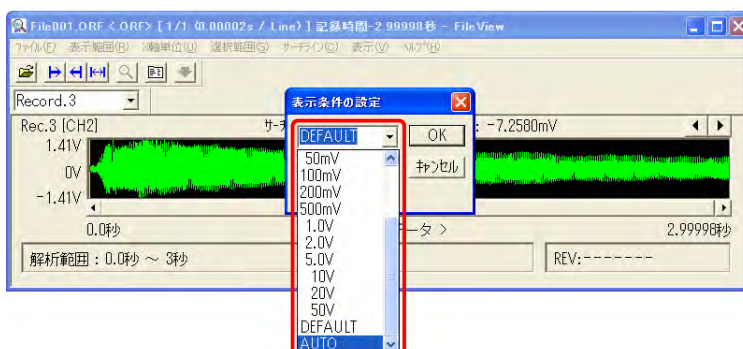 File001.ORF <.ORF> [1/1 (0.00002s / Line)] 記録時間-2.99998秒 - FileView
ファイル(F) 表示範囲(R) X軸単位(U) 選択範囲(S) サーチライン(C) 表示(V) ヘルプ(H)
Record.3
Rec.3 [CH2]
: -7.2580mV
1.41V
0V
-1.41V
表示条件の設定
DEFAULT
OK
キャンセル
50mV
100mV
200mV
500mV
1.0V
2.0V
5.0V
10V
20V
50V
DEFAULT
AUTO
0.0秒
ータ >
2.99998秒
解析範囲 : 0.0秒 ～ 3秒
REV:-------